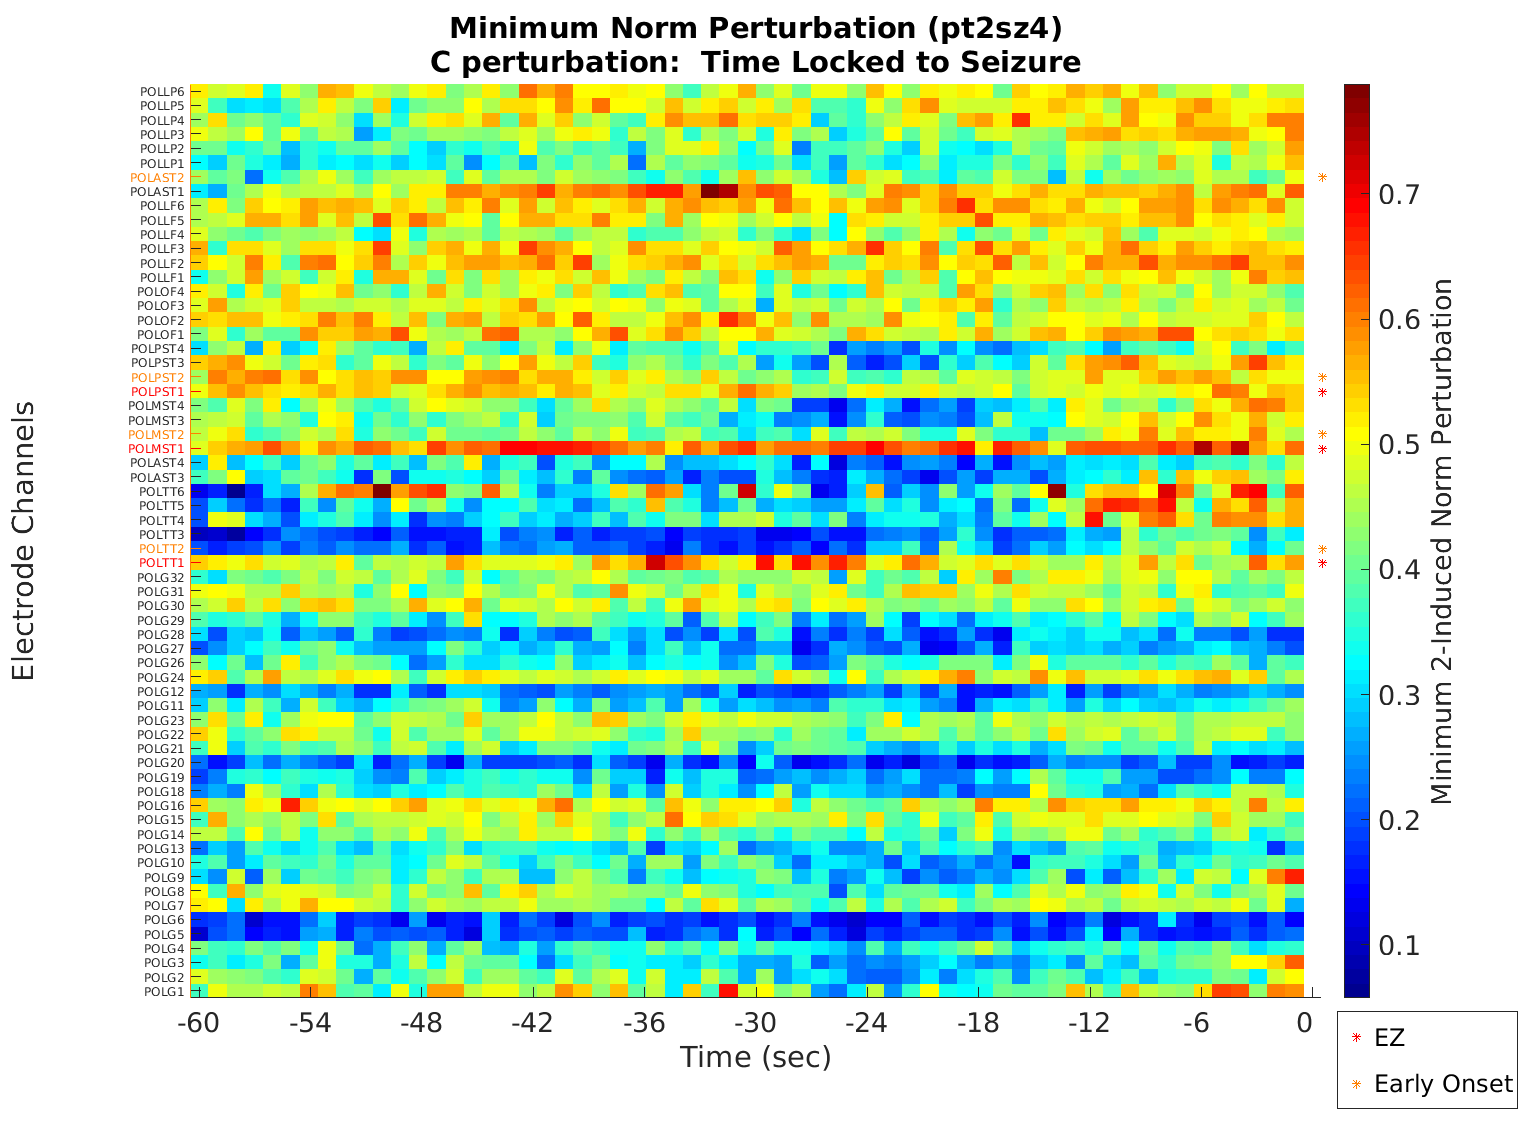 Minimum Norm Perturbation (pt2sz4)
C perturbation:  Time Locked to Seizure
Electrode Channels
POLLP6
POLLP5
POLLP4
POLLP3
POLLP2
POLLP1
POLAST2
POLAST1
POLLF6
POLLF5
POLLF4
POLLF3
POLLF2
POLLF1
POLOF4
POLOF3
POLOF2
POLOF1
POLPST4
POLPST3
POLPST2
POLPST1
POLMST4
POLMST3
POLMST2
POLMST1
POLAST4
POLAST3
POLTT6
POLTT5
POLTT4
POLTT3
POLTT2
POLTT1
POLG32
POLG31
POLG30
POLG29
POLG28
POLG27
POLG26
POLG24
POLG12
POLG11
POLG23
POLG22
POLG21
POLG20
POLG19
POLG18
POLG16
POLG15
POLG14
POLG13
POLG10
POLG9
POLG8
POLG7
POLG6
POLG5
POLG4
POLG3
POLG2
POLG1
-60 -54 -48 -42 -36 -30 -24 -18 -12 -6 0
Time (sec)
0.7
0.6
0.5
0.4
0.3
0.2
0.1
Minimum 2-Induced Norm Perturbation
EZ
Early Onset